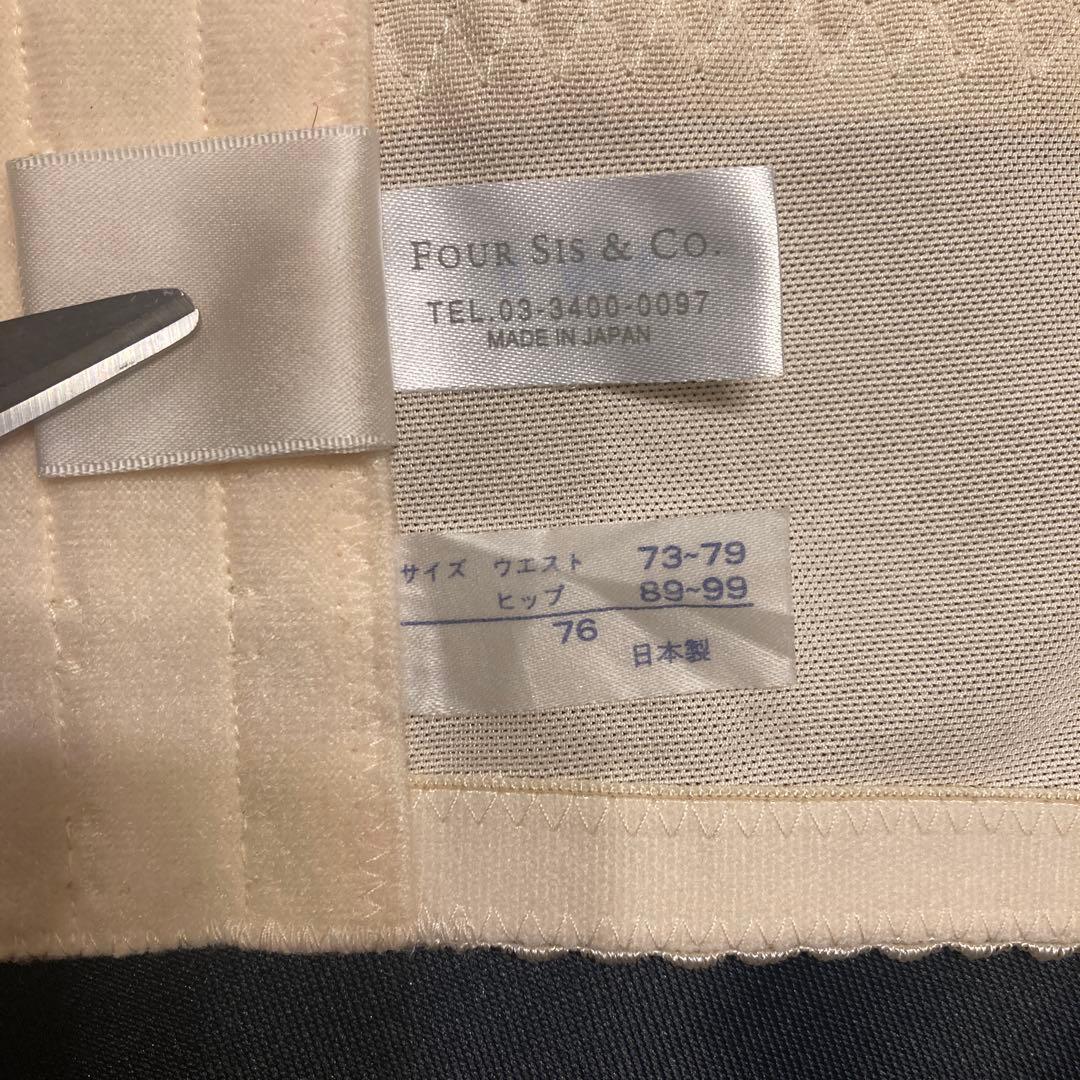 FOUR SIS & CO.
TEL.03-3400-0097
MADE IN JAPAN
サイズ ウエスト 73~79
ヒップ 89~99
76
日本製